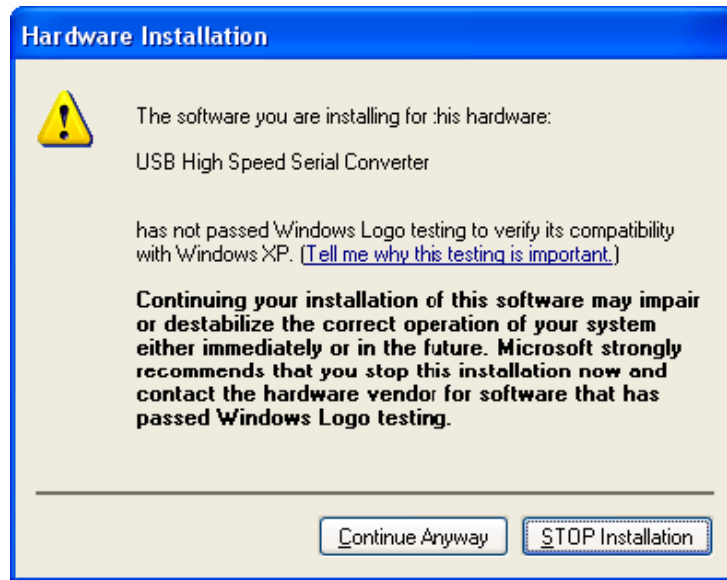 Hardware Installation
The software you are installing for :his hardware:
USB High Speed Serial Converter
has not passed Windows Logo testing to verify its compatibility
with Windows XP. (Tell me why this testing is important.)
Continuing your installation of this software may impair
or destabilize the correct operation of your system
either immediately or in the future. Microsoft strongly
recommends that you stop this installation now and
contact the hardware vendor for software that has
passed Windows Logo testing.
Continue Anyway
STOP Installation